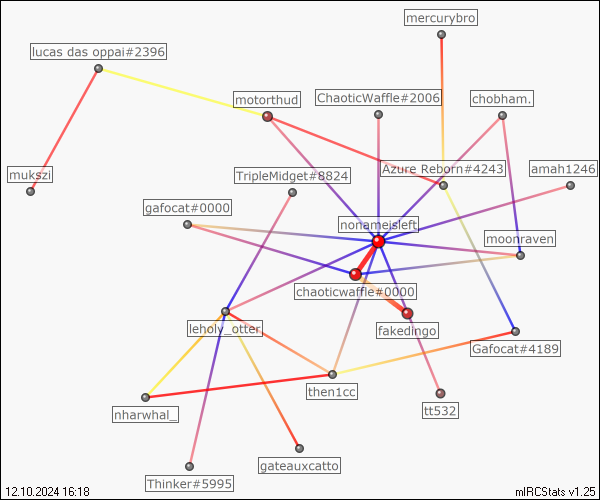 mercurybro
lucas das oppai#2396
motorthud
ChaoticWaffle#2006
chobham.
mukszi
TripleMidget#8824
Azure Reborn#4243
amah1246
gafocat#0000
nonameisleft
moonraven
chaoticwaffle#0000
leholy_otter
fakedingo
Gafocat#4189
then1cc
nharwhal_
tt532
gateauxcatto
Thinker#5995
12.10.2024 16:18
mIRCStats v1.25